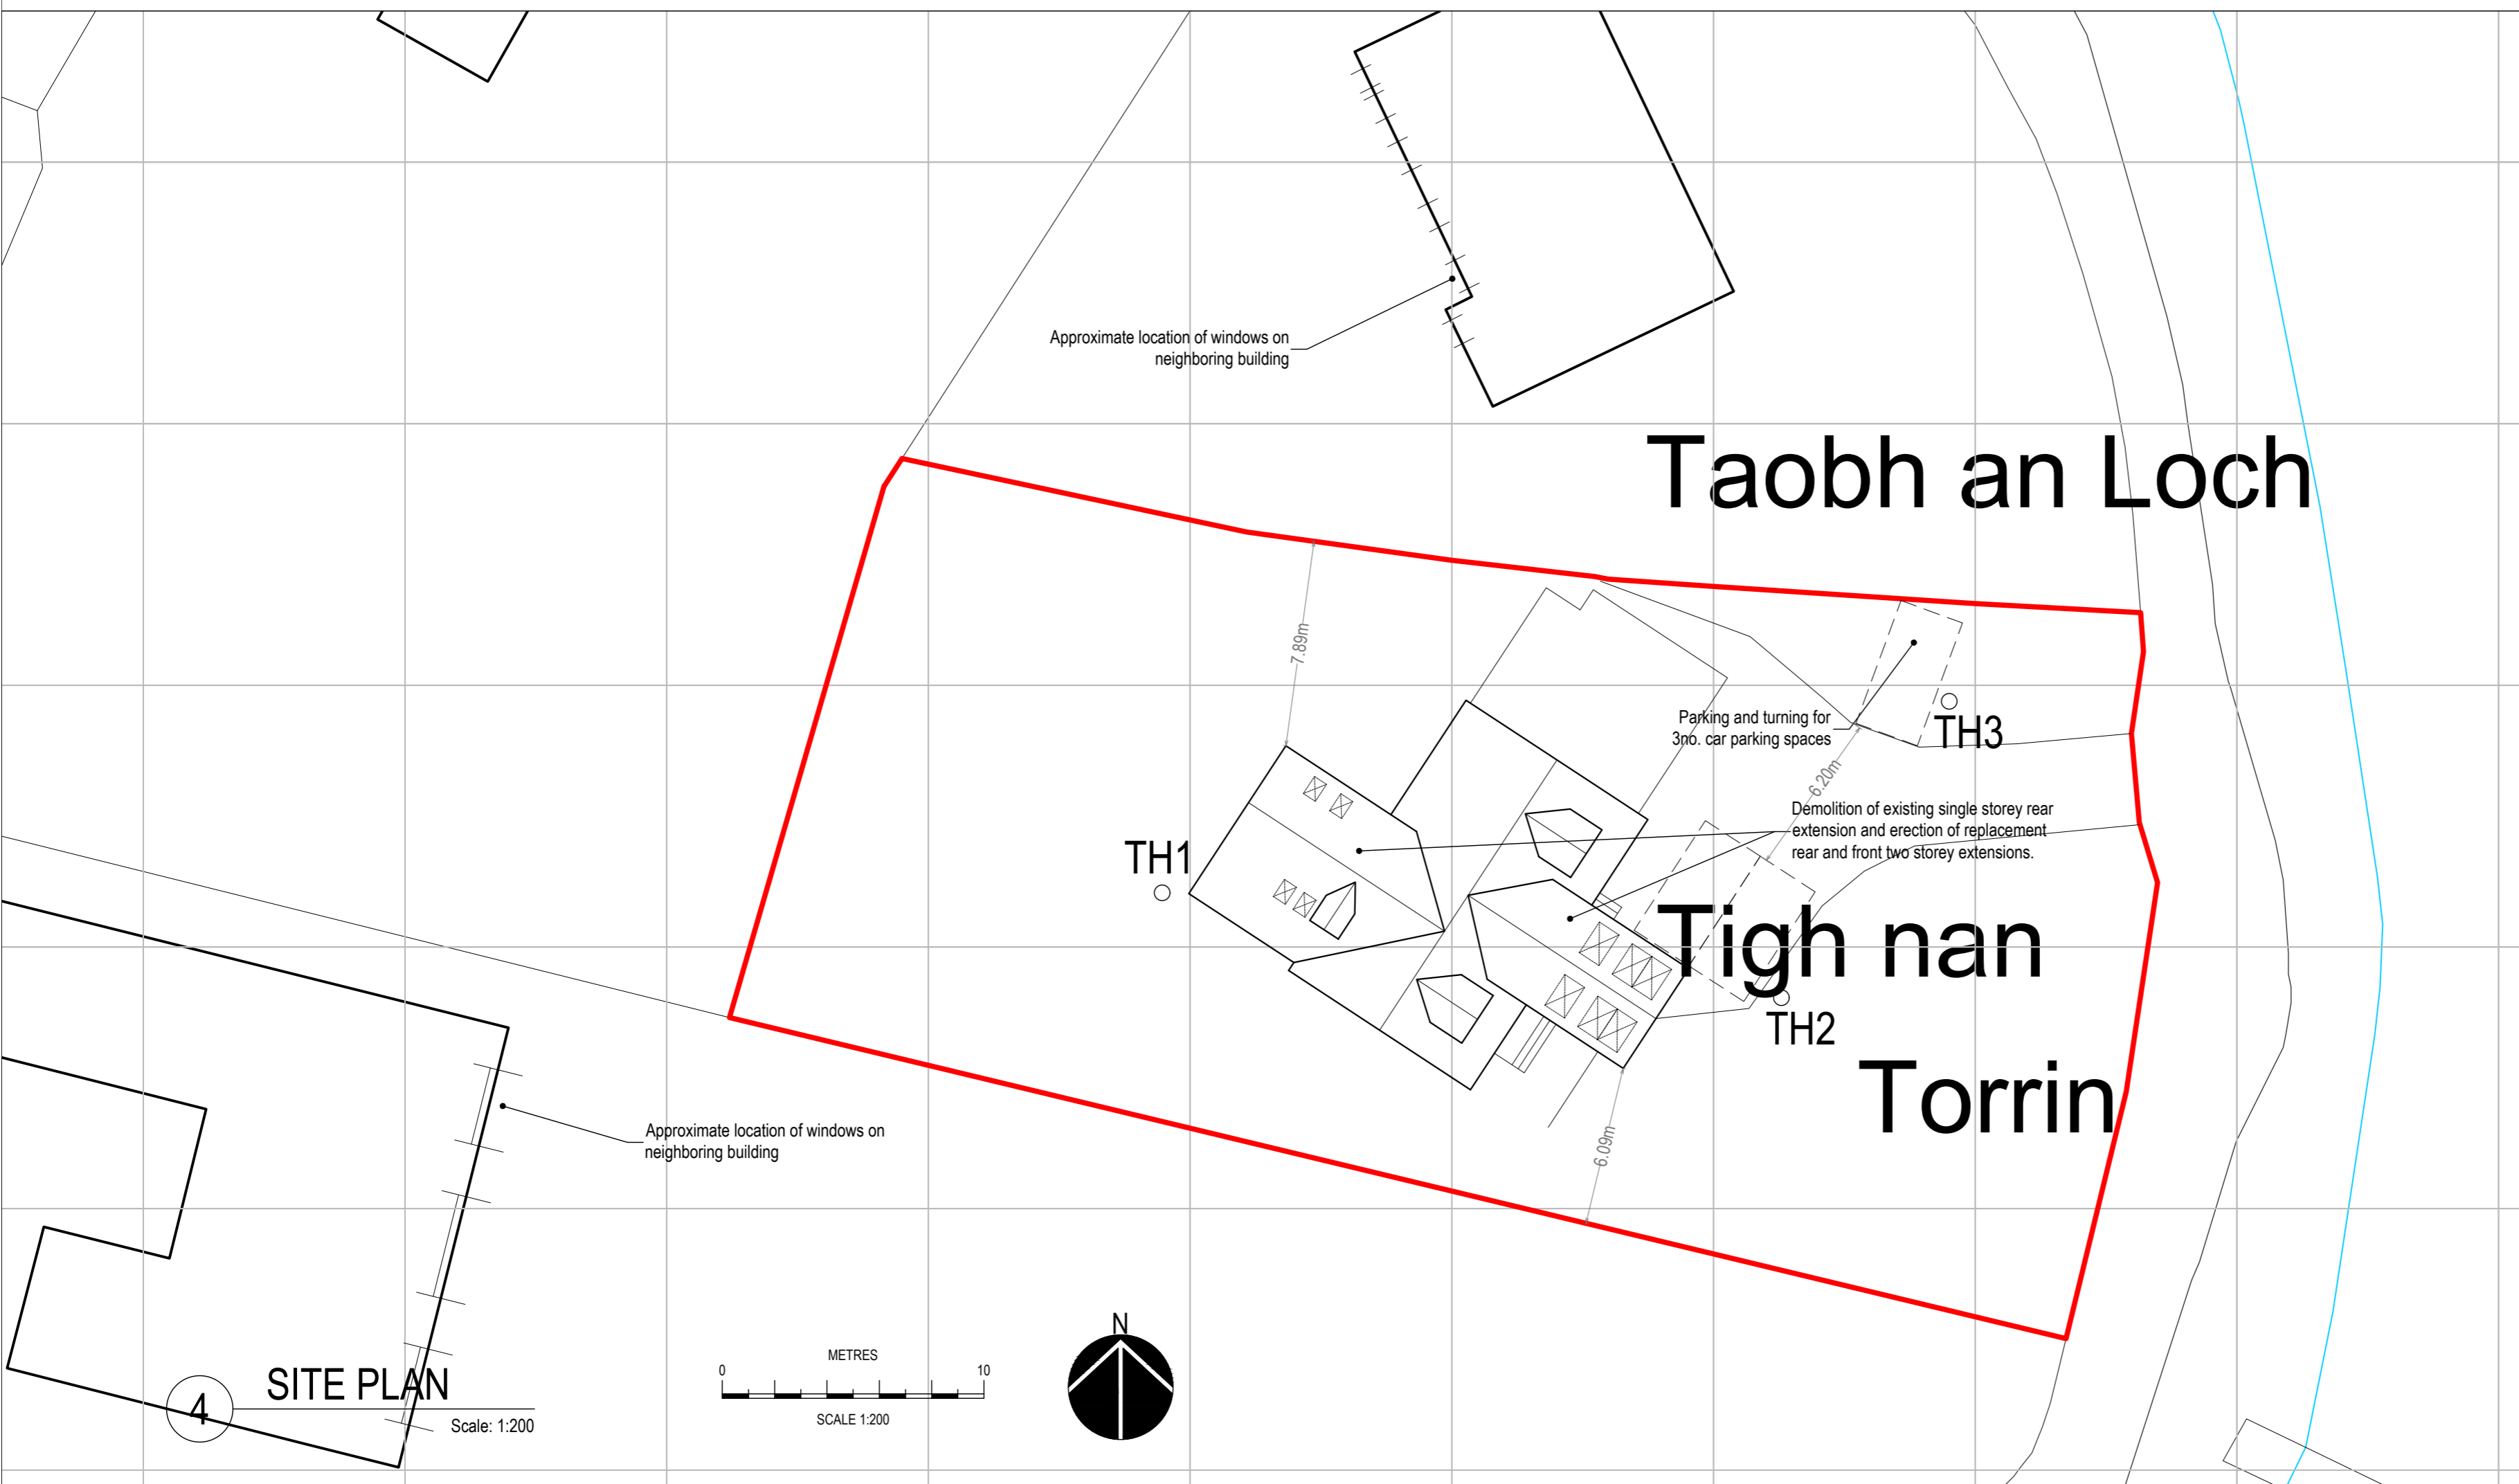 Approximate location of windows on
neighboring building
Taobh an Loch
7.89m
Parking and turning for
3no. car parking spaces
TH3
6.20m
Demolition of existing single storey rear
extension and erection of replacement
rear and front two storey extensions.
TH1
Tigh nan
TH2
Torrin
Approximate location of windows on
neighboring building
6.09m
N
METRES
0 10
SCALE 1:200
4 SITE PLAN
Scale: 1:200